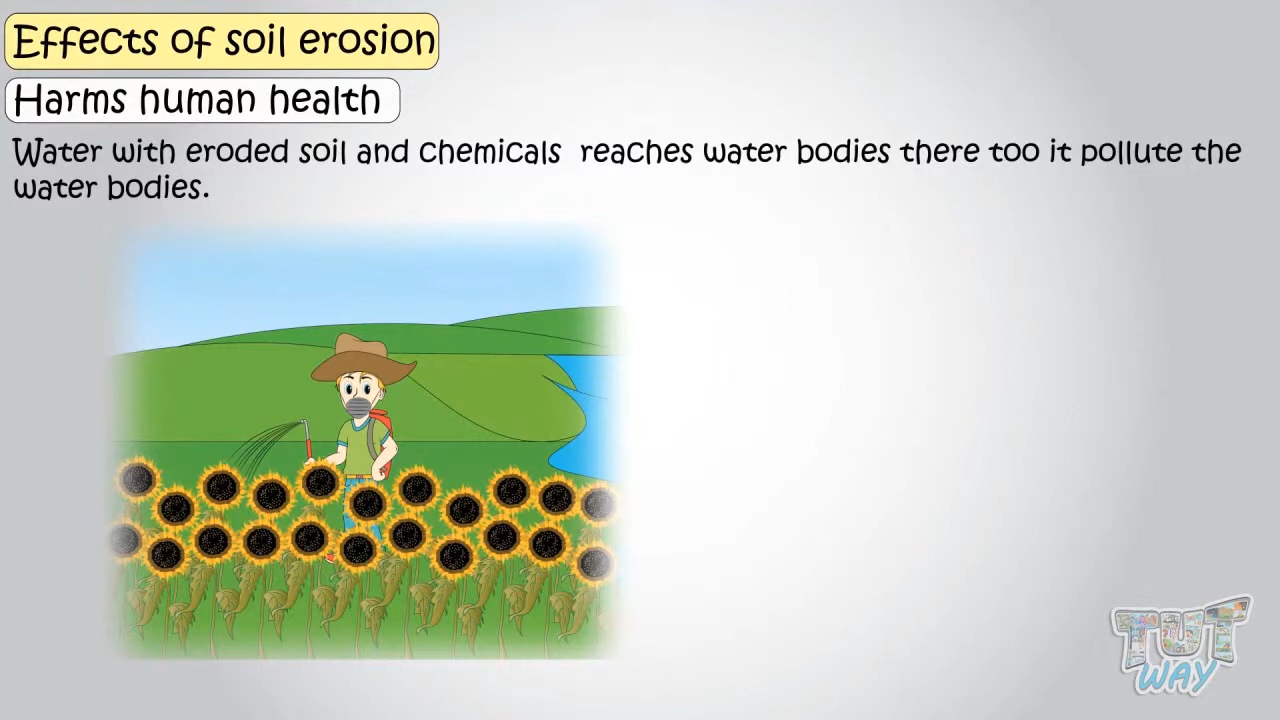 Effects of soil erosion
Harms human health
Water with eroded soil and chemicals  reaches water bodies there too it pollute the
water bodies.
TUT
WAY